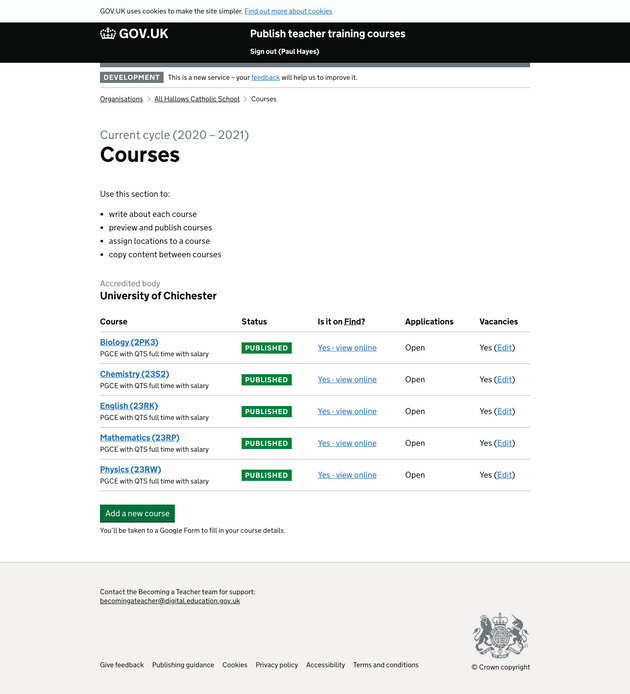 GOV.UK uses cookies to make the site simpler. Find out more about cookies
GOV.UK
Publish teacher training courses
Sign out (Paul Hayes)
DEVELOPMENT This is a new service – your feedback will help us to improve it.
Organisations > All Hallows Catholic School > Courses
Current cycle (2020 – 2021)
Courses
Use this section to:
• write about each course
• preview and publish courses
• assign locations to a course
• copy content between courses
Accredited body
University of Chichester
Course Status Is it on Find? Applications Vacancies
Biology (2PK3)
PGCE with QTS full time with salary
PUBLISHED Yes - view online Open Yes (Edit)
Chemistry (23S2)
PGCE with QTS full time with salary
PUBLISHED Yes - view online Open Yes (Edit)
English (23RK)
PGCE with QTS full time with salary
PUBLISHED Yes - view online Open Yes (Edit)
Mathematics (23RP)
PGCE with QTS full time with salary
PUBLISHED Yes - view online Open Yes (Edit)
Physics (23RW)
PGCE with QTS full time with salary
PUBLISHED Yes - view online Open Yes (Edit)
Add a new course
You'll be taken to a Google Form to fill in your course details.
Contact the Becoming a Teacher team for support:
becomingateacher@digital.education.gov.uk
Give feedback Publishing guidance Cookies Privacy policy Accessibility Terms and conditions
© Crown copyright